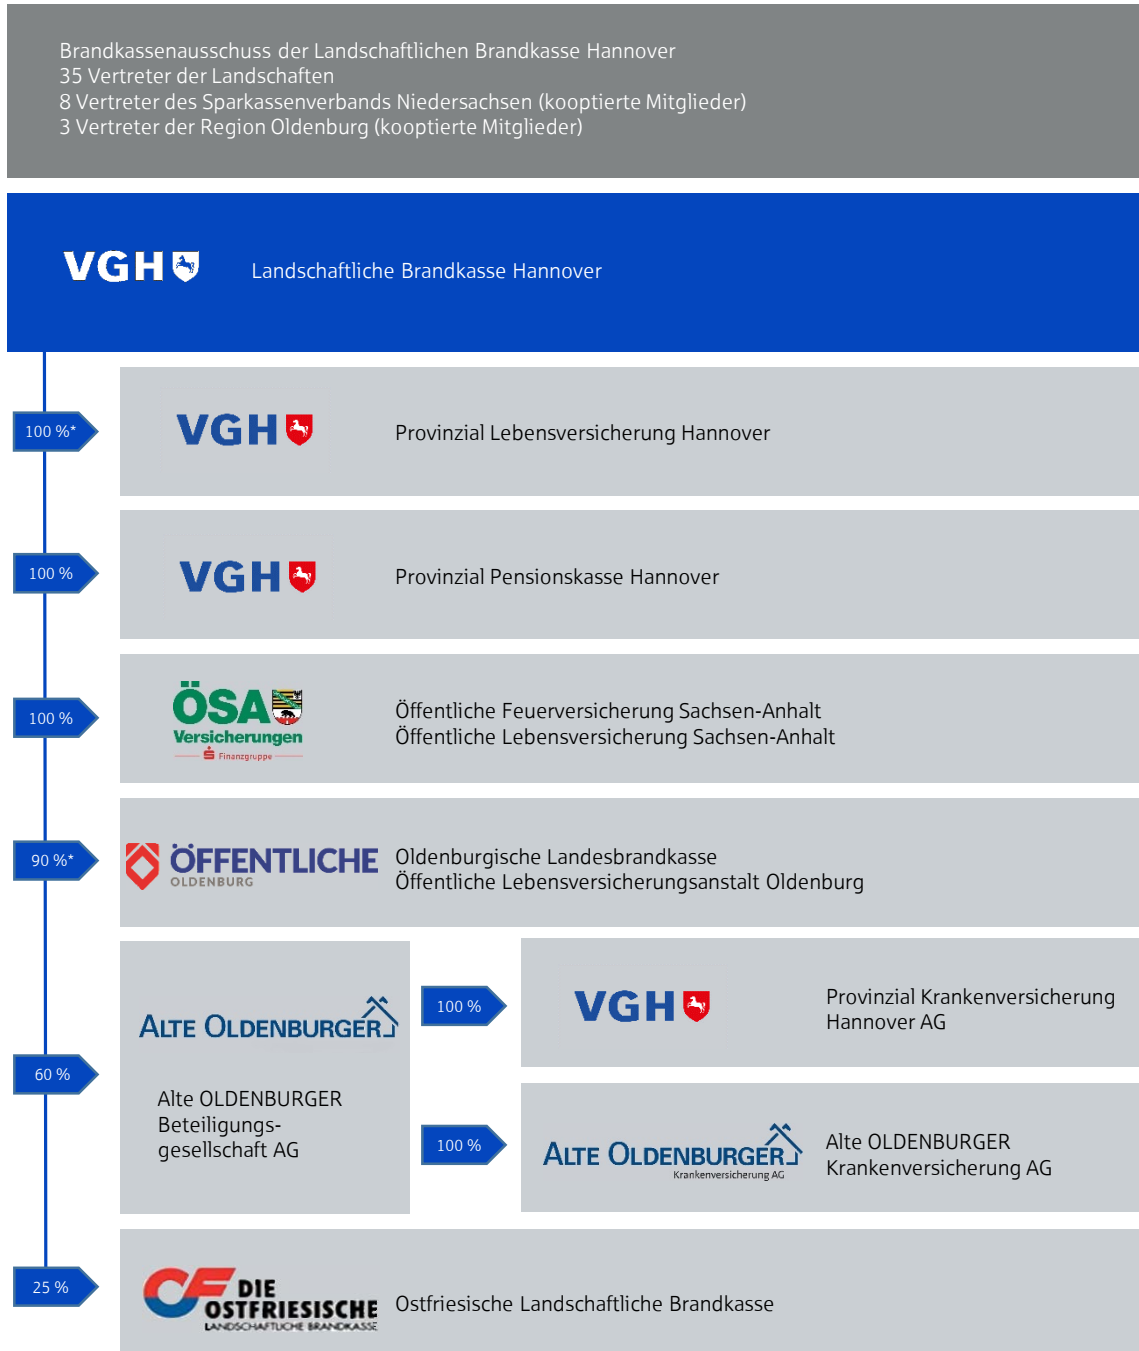 Brandkassenausschuss der Landschaftlichen Brandkasse Hannover
35 Vertreter der Landschaften
8 Vertreter des Sparkassenverbands Niedersachsen (kooptierte Mitglieder)
3 Vertreter der Region Oldenburg (kooptierte Mitglieder)
VGH
Landschaftliche Brandkasse Hannover
100 %*
VGH
Provinzial Lebensversicherung Hannover
100 %
VGH
Provinzial Pensionskasse Hannover
100 %
ÖSA
Versicherungen
Finanzgruppe
Öffentliche Feuerversicherung Sachsen-Anhalt
Öffentliche Lebensversicherung Sachsen-Anhalt
90 %*
ÖFFENTLICHE
OLDENBURG
Oldenburgische Landesbrandkasse
Öffentliche Lebensversicherungsanstalt Oldenburg
60 %
ALTE OLDENBURGER
Alte OLDENBURGER
Beteiligungs-
gesellschaft AG
100 %
VGH
Provinzial Krankenversicherung
Hannover AG
100 %
ALTE OLDENBURGER
Krankenversicherung AG
Alte OLDENBURGER
Krankenversicherung AG
25 %
DIE
OSTFRIESISCHE
LANDSCHAFTLICHE BRANDKASSE
Ostfriesische Landschaftliche Brandkasse